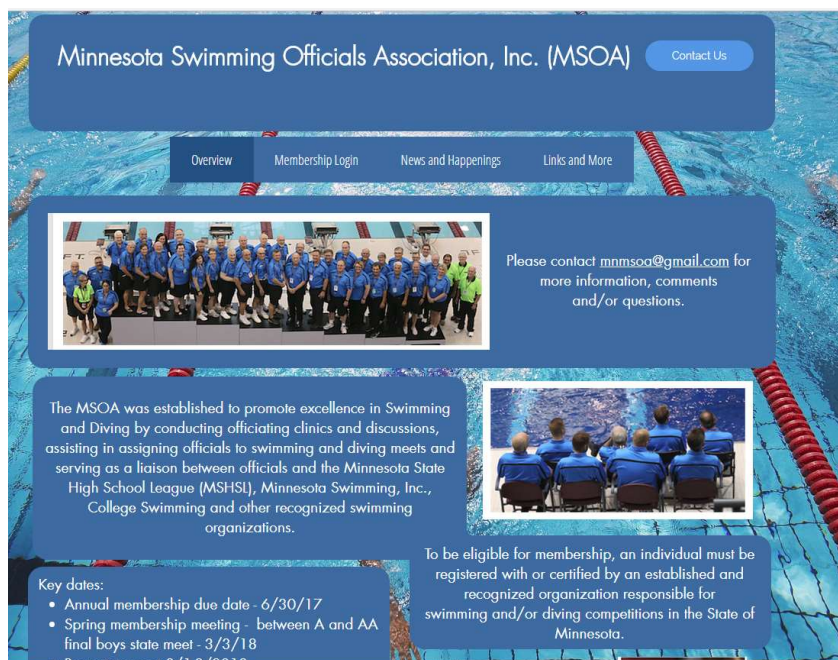 Minnesota Swimming Officials Association, Inc. (MSOA)
Contact Us
Overview
Membership Login
News and Happenings
Links and More
Please contact mnmsoa@gmail.com for
more information, comments
and/or questions.
The MSOA was established to promote excellence in Swimming
and Diving by conducting officiating clinics and discussions,
assisting in assigning officials to swimming and diving meets and
serving as a liaison between officials and the Minnesota State
High School League (MSHSL), Minnesota Swimming, Inc.,
College Swimming and other recognized swimming
organizations.
To be eligible for membership, an individual must be
registered with or certified by an established and
recognized organization responsible for
swimming and/or diving competitions in the State of
Minnesota.
Key dates:
• Annual membership due date - 6/30/17
• Spring membership meeting - between A and AA
final boys state meet - 3/3/18